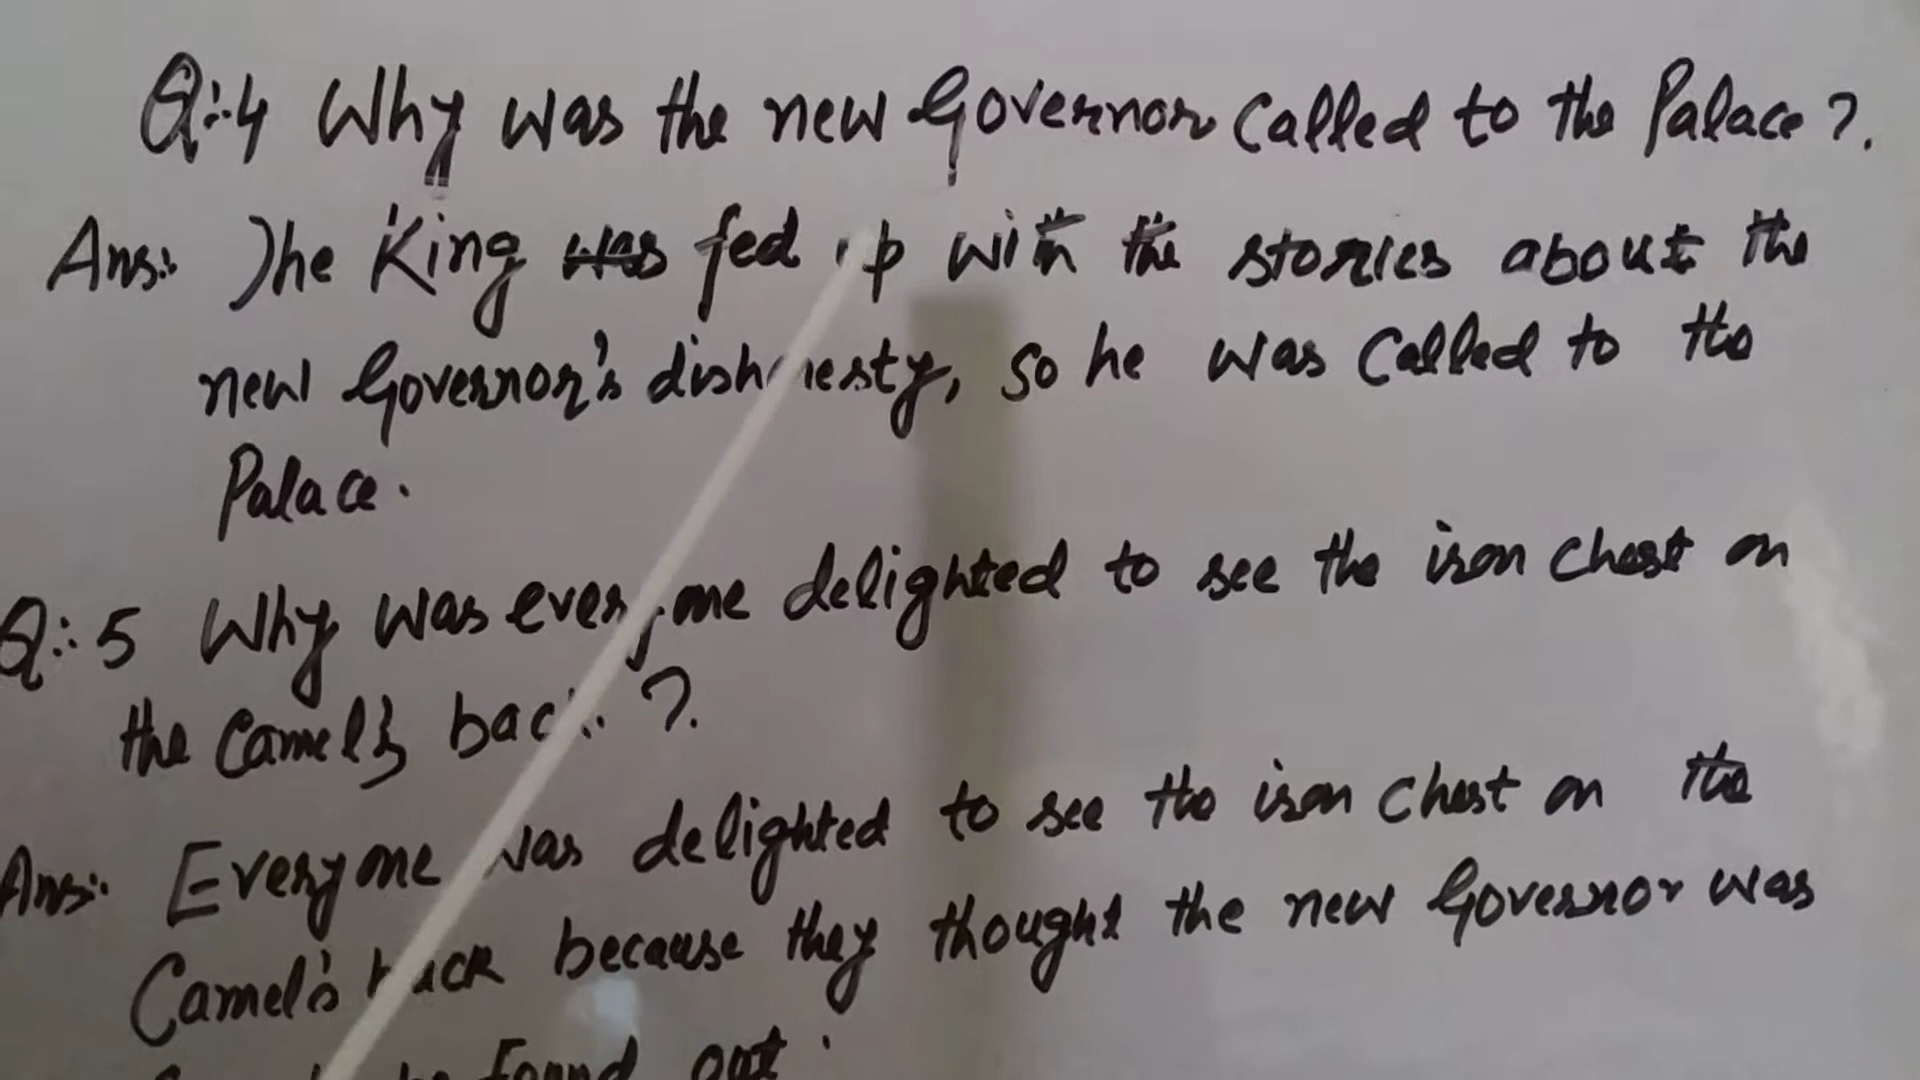 Q:-4 Why was the new Governor called to the Palace ?.
Ans:. The King was fed up with the stories about the
new Governor's dishonesty, so he was called to the
Palace.
Q:-5 Why was everyone delighted to see the iron chest on
the Camel's back ?.
Ans:. Everyone was delighted to see the iron chest on the
Camel's back because they thought the new Governor was
found out.